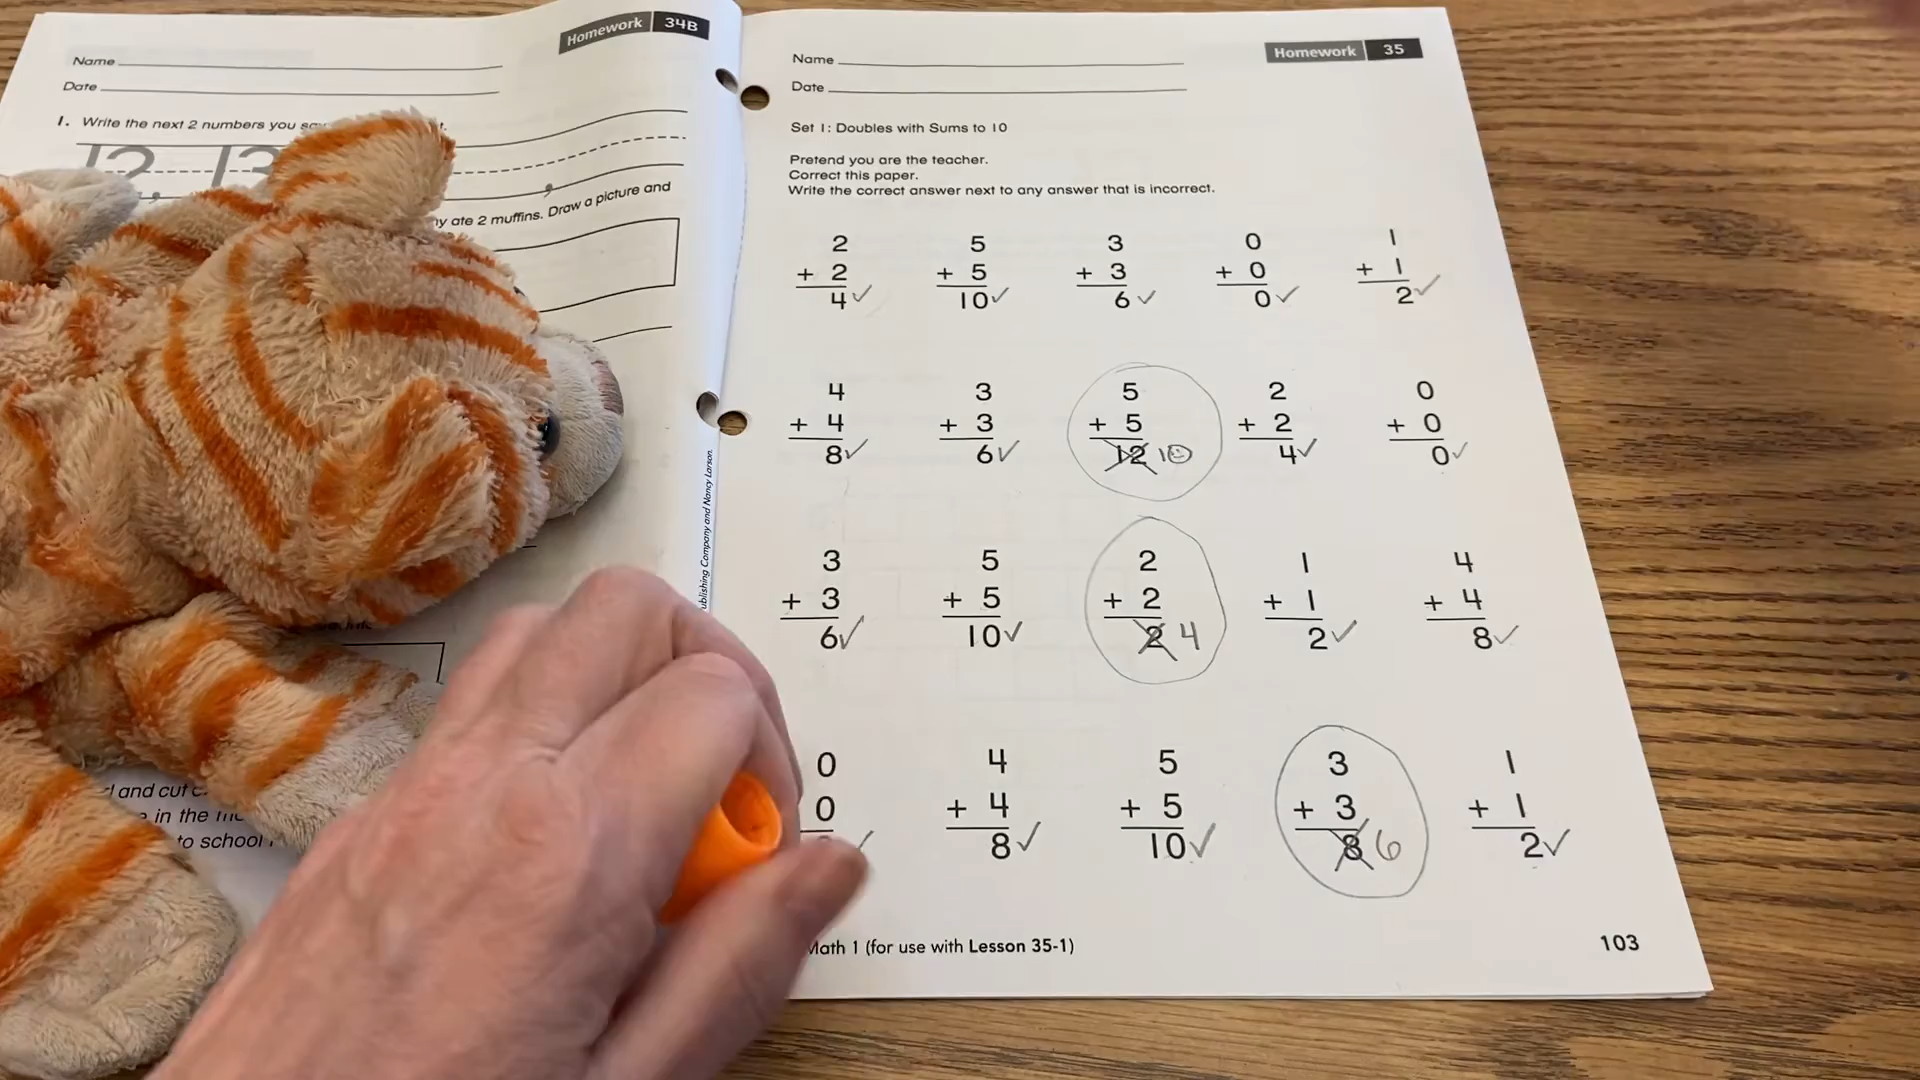 Homework 34B
Name
Date
1. Write the next 2 numbers you
12, 13
ate 2 muffins. Draw a picture and
and cut
in the
to school
ublishing Company and Nancy Larson.
Name
Homework 35
Date
Set 1: Doubles with Sums to 10
Pretend you are the teacher.
Correct this paper.
Write the correct answer next to any answer that is incorrect.
2 5 3 0 1
+ 2 + 5 + 3 + 0 + 1
4✓ 10✓ 6✓ 0✓ 2✓
4 3 5 2 0
+ 4 + 3 + 5 + 2 + 0
8✓ 6✓ 12 10 4✓ 0✓
3 5 2 1 4
+ 3 + 5 + 2 + 1 + 4
6✓ 10✓ 2 4 2✓ 8✓
0 4 5 3 1
0 + 4 + 5 + 3 + 1
✓ 8✓ 10✓ 8 6 2✓
Math 1 (for use with Lesson 35-1)
103